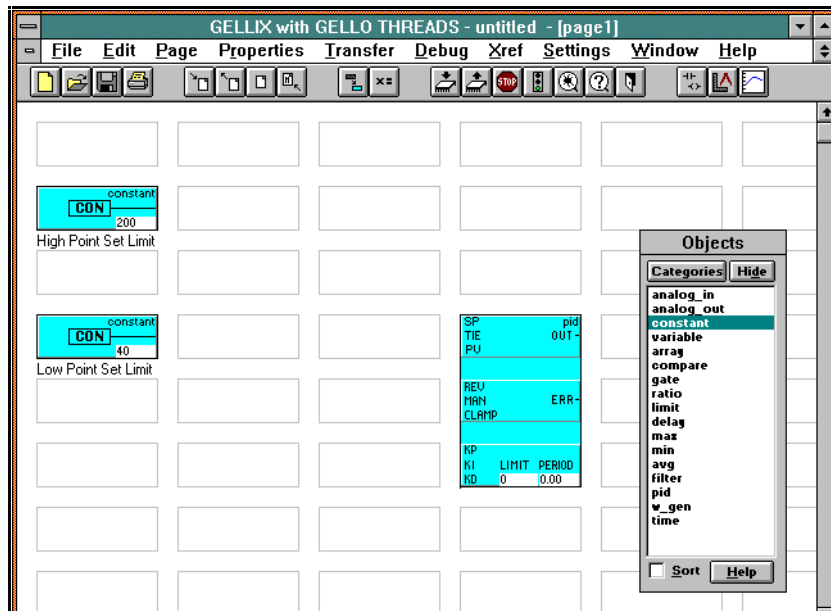 GELLIX with GELLO THREADS - untitled - [page1]
File Edit Page Properties Transfer Debug Xref Settings Window Help
STOP
constant
CON
200
High Point Set Limit
constant
CON
40
Low Point Set Limit
SP pid
TIE OUT
PV
REV
MAN ERR
CLAMP
KP
KI LIMIT PERIOD
KD 0 0.00
Objects
Categories Hide
analog_in
analog_out
constant
variable
array
compare
gate
ratio
limit
delay
max
min
avg
filter
pid
w_gen
time
Sort Help